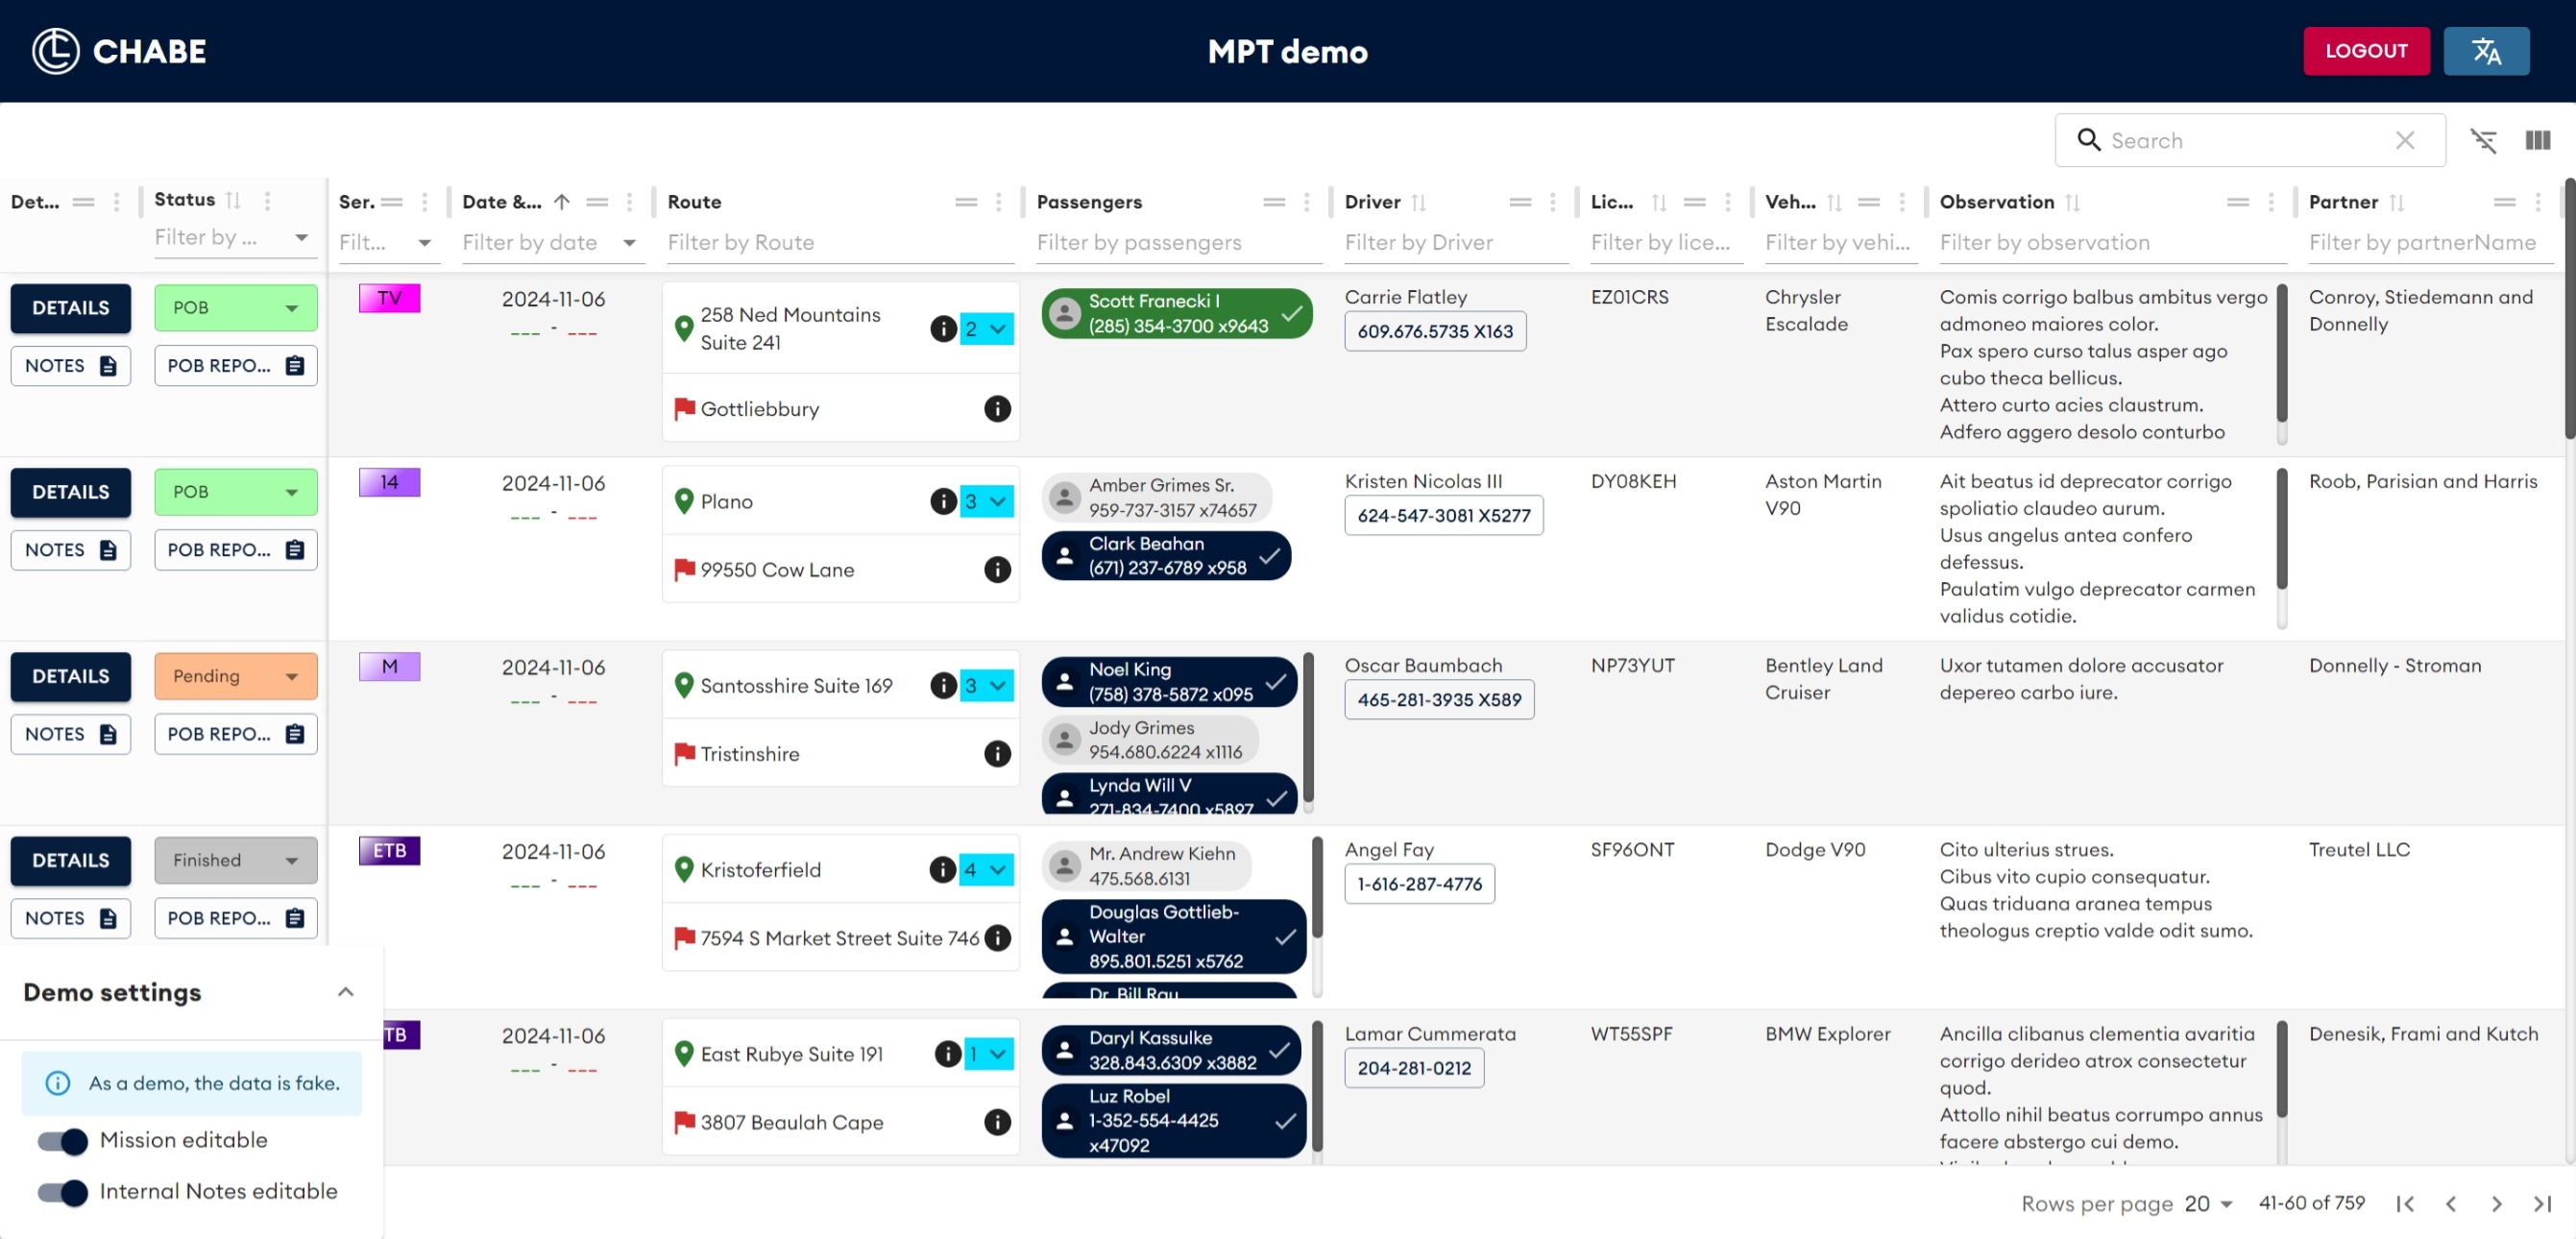 CHABE
MPT demo
LOGOUT
Search
Det...
Status
Ser.
Date &...
Route
Passengers
Driver
Lic...
Veh...
Observation
Partner
Filter by ...
Filt...
Filter by date
Filter by Route
Filter by passengers
Filter by Driver
Filter by lice...
Filter by vehi...
Filter by observation
Filter by partnerName
DETAILS
NOTES
POB
POB REPO...
TV
2024-11-06
--- - ---
258 Ned Mountains
Suite 241
2
Gottliebbury
Scott Franecki I
(285) 354-3700 x9643
Carrie Flatley
609.676.5735 X163
EZ01CRS
Chrysler
Escalade
Comis corrigo balbus ambitus vergo
admoneo maiores color.
Pax spero curso talus asper ago
cubo theca bellicus.
Attero curto acies claustrum.
Adfero aggero desolo conturbo
Conroy, Stiedemann and
Donnelly
DETAILS
NOTES
POB
POB REPO...
14
2024-11-06
--- - ---
Plano
3
99550 Cow Lane
Amber Grimes Sr.
959-737-3157 x74657
Clark Beahan
(671) 237-6789 x958
Kristen Nicolas III
624-547-3081 X5277
DY08KEH
Aston Martin
V90
Ait beatus id deprecator corrigo
spoliatio claudeo aurum.
Usus angelus antea confero
defessus.
Paulatim vulgo deprecator carmen
validus cotidie.
Roob, Parisian and Harris
DETAILS
NOTES
Pending
POB REPO...
M
2024-11-06
--- - ---
Santosshire Suite 169
3
Tristinshire
Noel King
(758) 378-5872 x095
Jody Grimes
954.680.6224 x1116
Lynda Will V
271-834-7400 x5897
Oscar Baumbach
465-281-3935 X589
NP73YUT
Bentley Land
Cruiser
Uxor tutamen dolore accusator
depereo carbo iure.
Donnelly - Stroman
DETAILS
NOTES
Finished
POB REPO...
ETB
2024-11-06
--- - ---
Kristoferfield
4
7594 S Market Street Suite 746
Mr. Andrew Kiehn
475.568.6131
Douglas Gottlieb-
Walter
895.801.5251 x5762
Dr. Bill Rau
Angel Fay
1-616-287-4776
SF96ONT
Dodge V90
Cito ulterius strues.
Cibus vito cupio consequatur.
Quas triduana aranea tempus
theologus creptio valde odit sumo.
Treutel LLC
TB
2024-11-06
--- - ---
East Rubye Suite 191
1
3807 Beaulah Cape
Daryl Kassulke
328.843.6309 x3882
Luz Robel
1-352-554-4425
x47092
Lamar Cummerata
204-281-0212
WT55SPF
BMW Explorer
Ancilla clibanus clementia avaritia
corrigo derideo atrox consectetur
quod.
Attollo nihil beatus corrumpo annus
facere abstergo cui demo.
Denesik, Frami and Kutch
Demo settings
As a demo, the data is fake.
Mission editable
Internal Notes editable
Rows per page 20
41-60 of 759